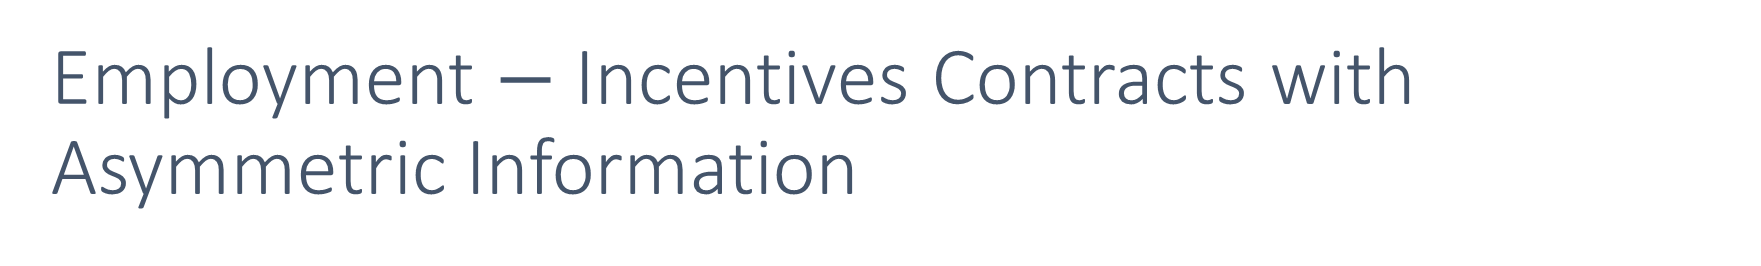 Employment – Incentives Contracts with
Asymmetric Information